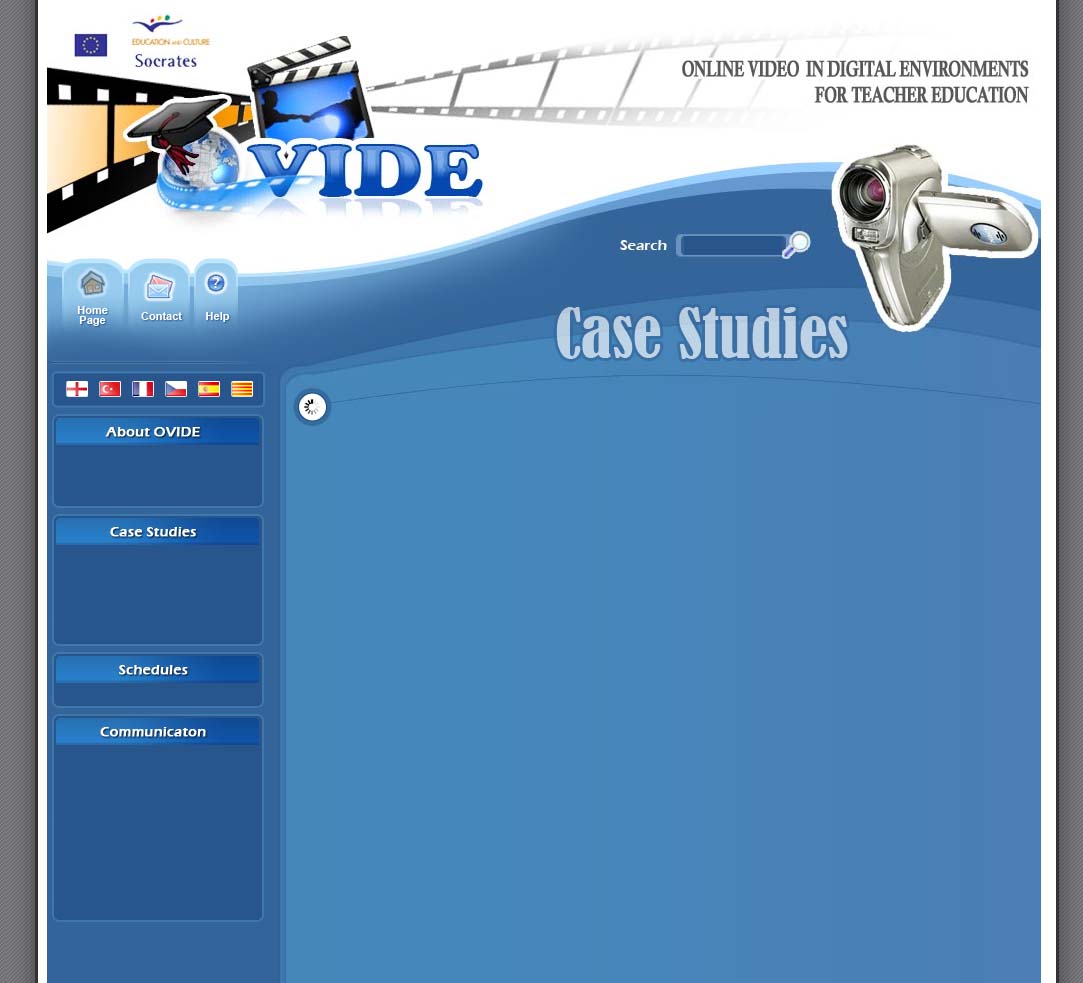 EDUCATION AND CULTURE
Socrates
ONLINE VIDEO IN DIGITAL ENVIRONMENTS
FOR TEACHER EDUCATION
OVIDE
Search
Home
Page
Contact
Help
Case Studies
About OVIDE
Case Studies
Schedules
Communicaton